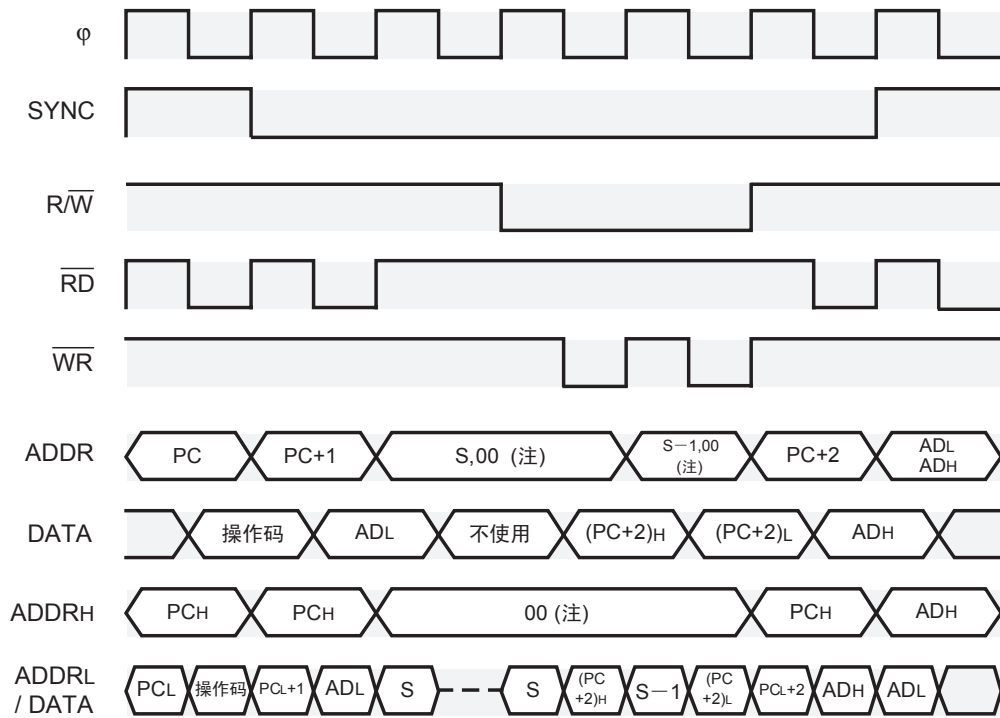 φ
SYNC
R/W̅
R̅D̅
W̅R̅
ADDR PC PC+1 S,00 (注) S－1,00
(注) PC+2 ADL
ADH
DATA 操作码 ADL 不使用 (PC+2)H (PC+2)L ADH
ADDRH PCH PCH 00 (注) PCH ADH
ADDRL
/ DATA PCL 操作码 PCL+1 ADL S S (PC
+2)H S－1 (PC
+2)L PCL+2 ADH ADL